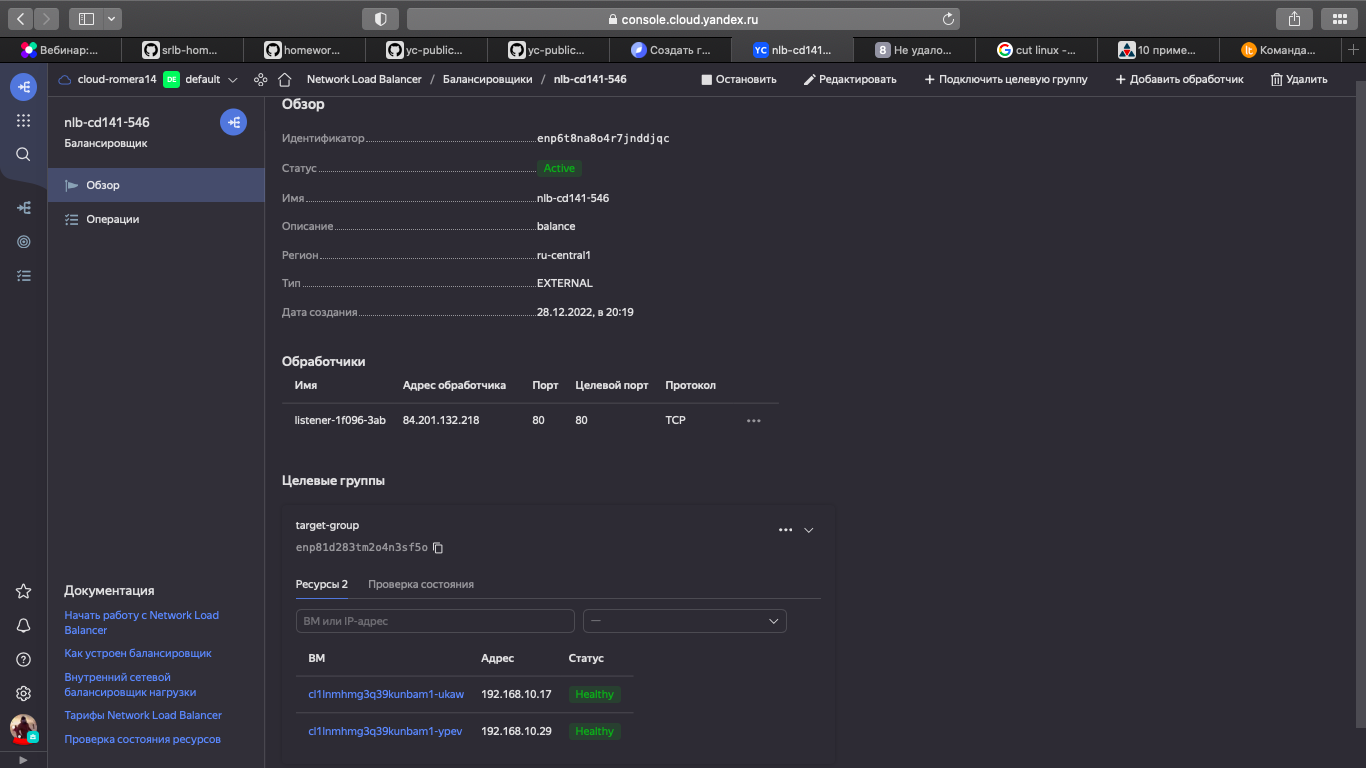 console.cloud.yandex.ru
Вебинар:...
srlb-hom...
homewor...
yc-public...
yc-public...
Создать г...
YC nlb-cd141...
8 Не удало...
G cut linux -...
10 приме...
lt Команда...
cloud-romera14 DE default Network Load Balancer / Балансировщики / nlb-cd141-546 Остановить Редактировать + Подключить целевую группу + Добавить обработчик Удалить
nlb-cd141-546
Балансировщик
Обзор
Операции
Документация
Начать работу с Network Load
Balancer
Как устроен балансировщик
Внутренний сетевой
балансировщик нагрузки
Тарифы Network Load Balancer
Проверка состояния ресурсов
Обзор
Идентификатор enp6t8na8o4r7jnddjqc
Статус Active
Имя nlb-cd141-546
Описание balance
Регион ru-central1
Тип EXTERNAL
Дата создания 28.12.2022, в 20:19
Обработчики
Имя Адрес обработчика Порт Целевой порт Протокол
listener-1f096-3ab 84.201.132.218 80 80 TCP
Целевые группы
target-group
enp81d283tm2o4n3sf5o
Ресурсы 2 Проверка состояния
ВМ или IP-адрес —
ВМ Адрес Статус
cl1lnmhmg3q39kunbam1-ukaw 192.168.10.17 Healthy
cl1lnmhmg3q39kunbam1-ypev 192.168.10.29 Healthy